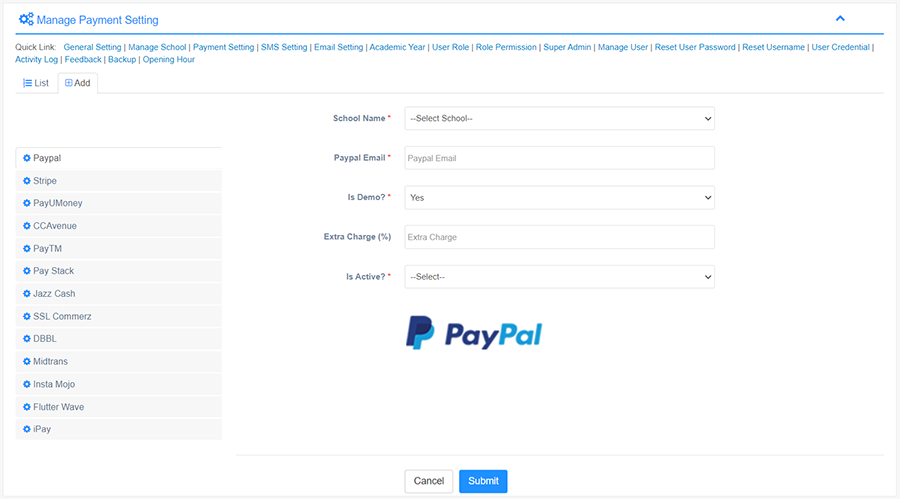 Manage Payment Setting
Quick Link: General Setting | Manage School | Payment Setting | SMS Setting | Email Setting | Academic Year | User Role | Role Permission | Super Admin | Manage User | Reset User Password | Reset Username | User Credential |
Activity Log | Feedback | Backup | Opening Hour
List Add
School Name * --Select School--
Paypal Email * Paypal Email
Is Demo? * Yes
Extra Charge (%) Extra Charge
Is Active? * --Select--
Paypal
Stripe
PayUMoney
CCAvenue
PayTM
Pay Stack
Jazz Cash
SSL Commerz
DBBL
Midtrans
Insta Mojo
Flutter Wave
iPay
PayPal
Cancel Submit